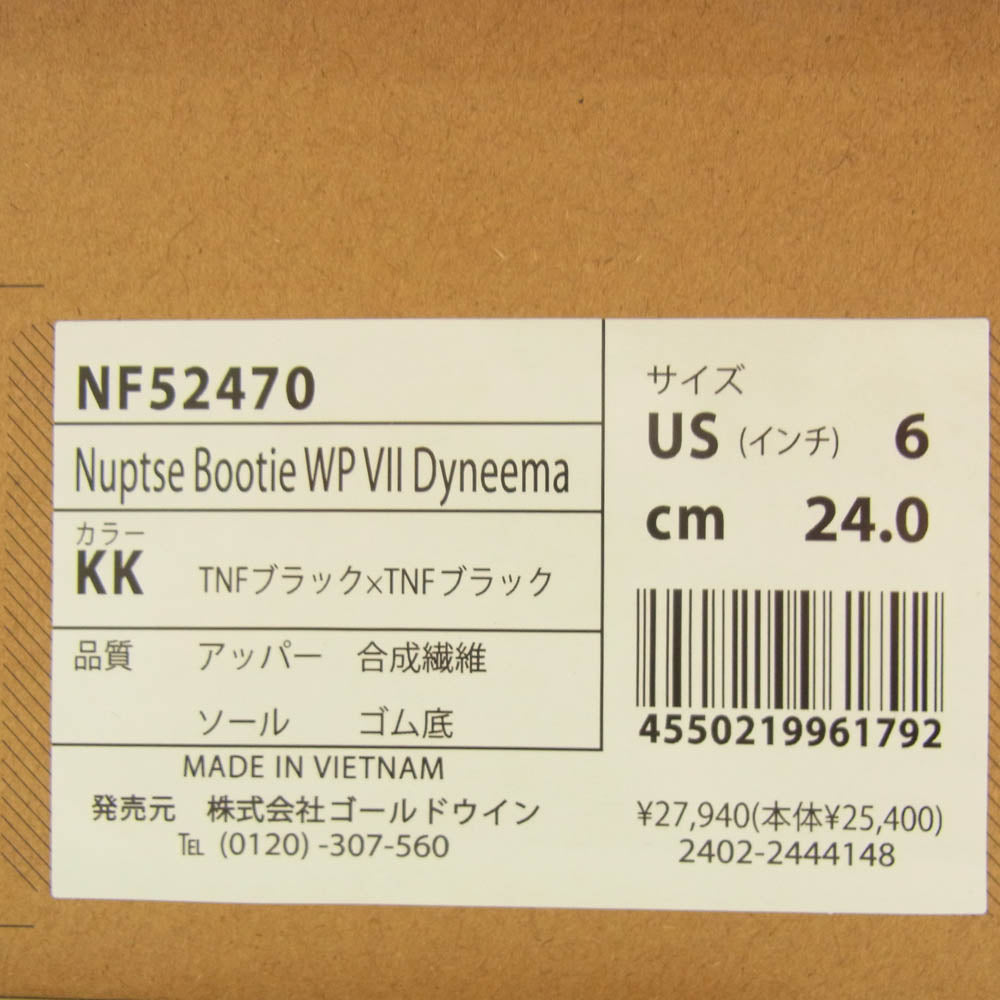 NF52470
Nuptse Bootie WP VII Dyneema
カラー
KK TNFブラック×TNFブラック
品質 アッパー 合成繊維
ソール ゴム底
MADE IN VIETNAM
発売元 株式会社ゴールドウイン
℡ (0120) -307-560
サイズ
US (インチ) 6
cm 24.0
4550219961792
¥27,940(本体¥25,400)
2402-2444148